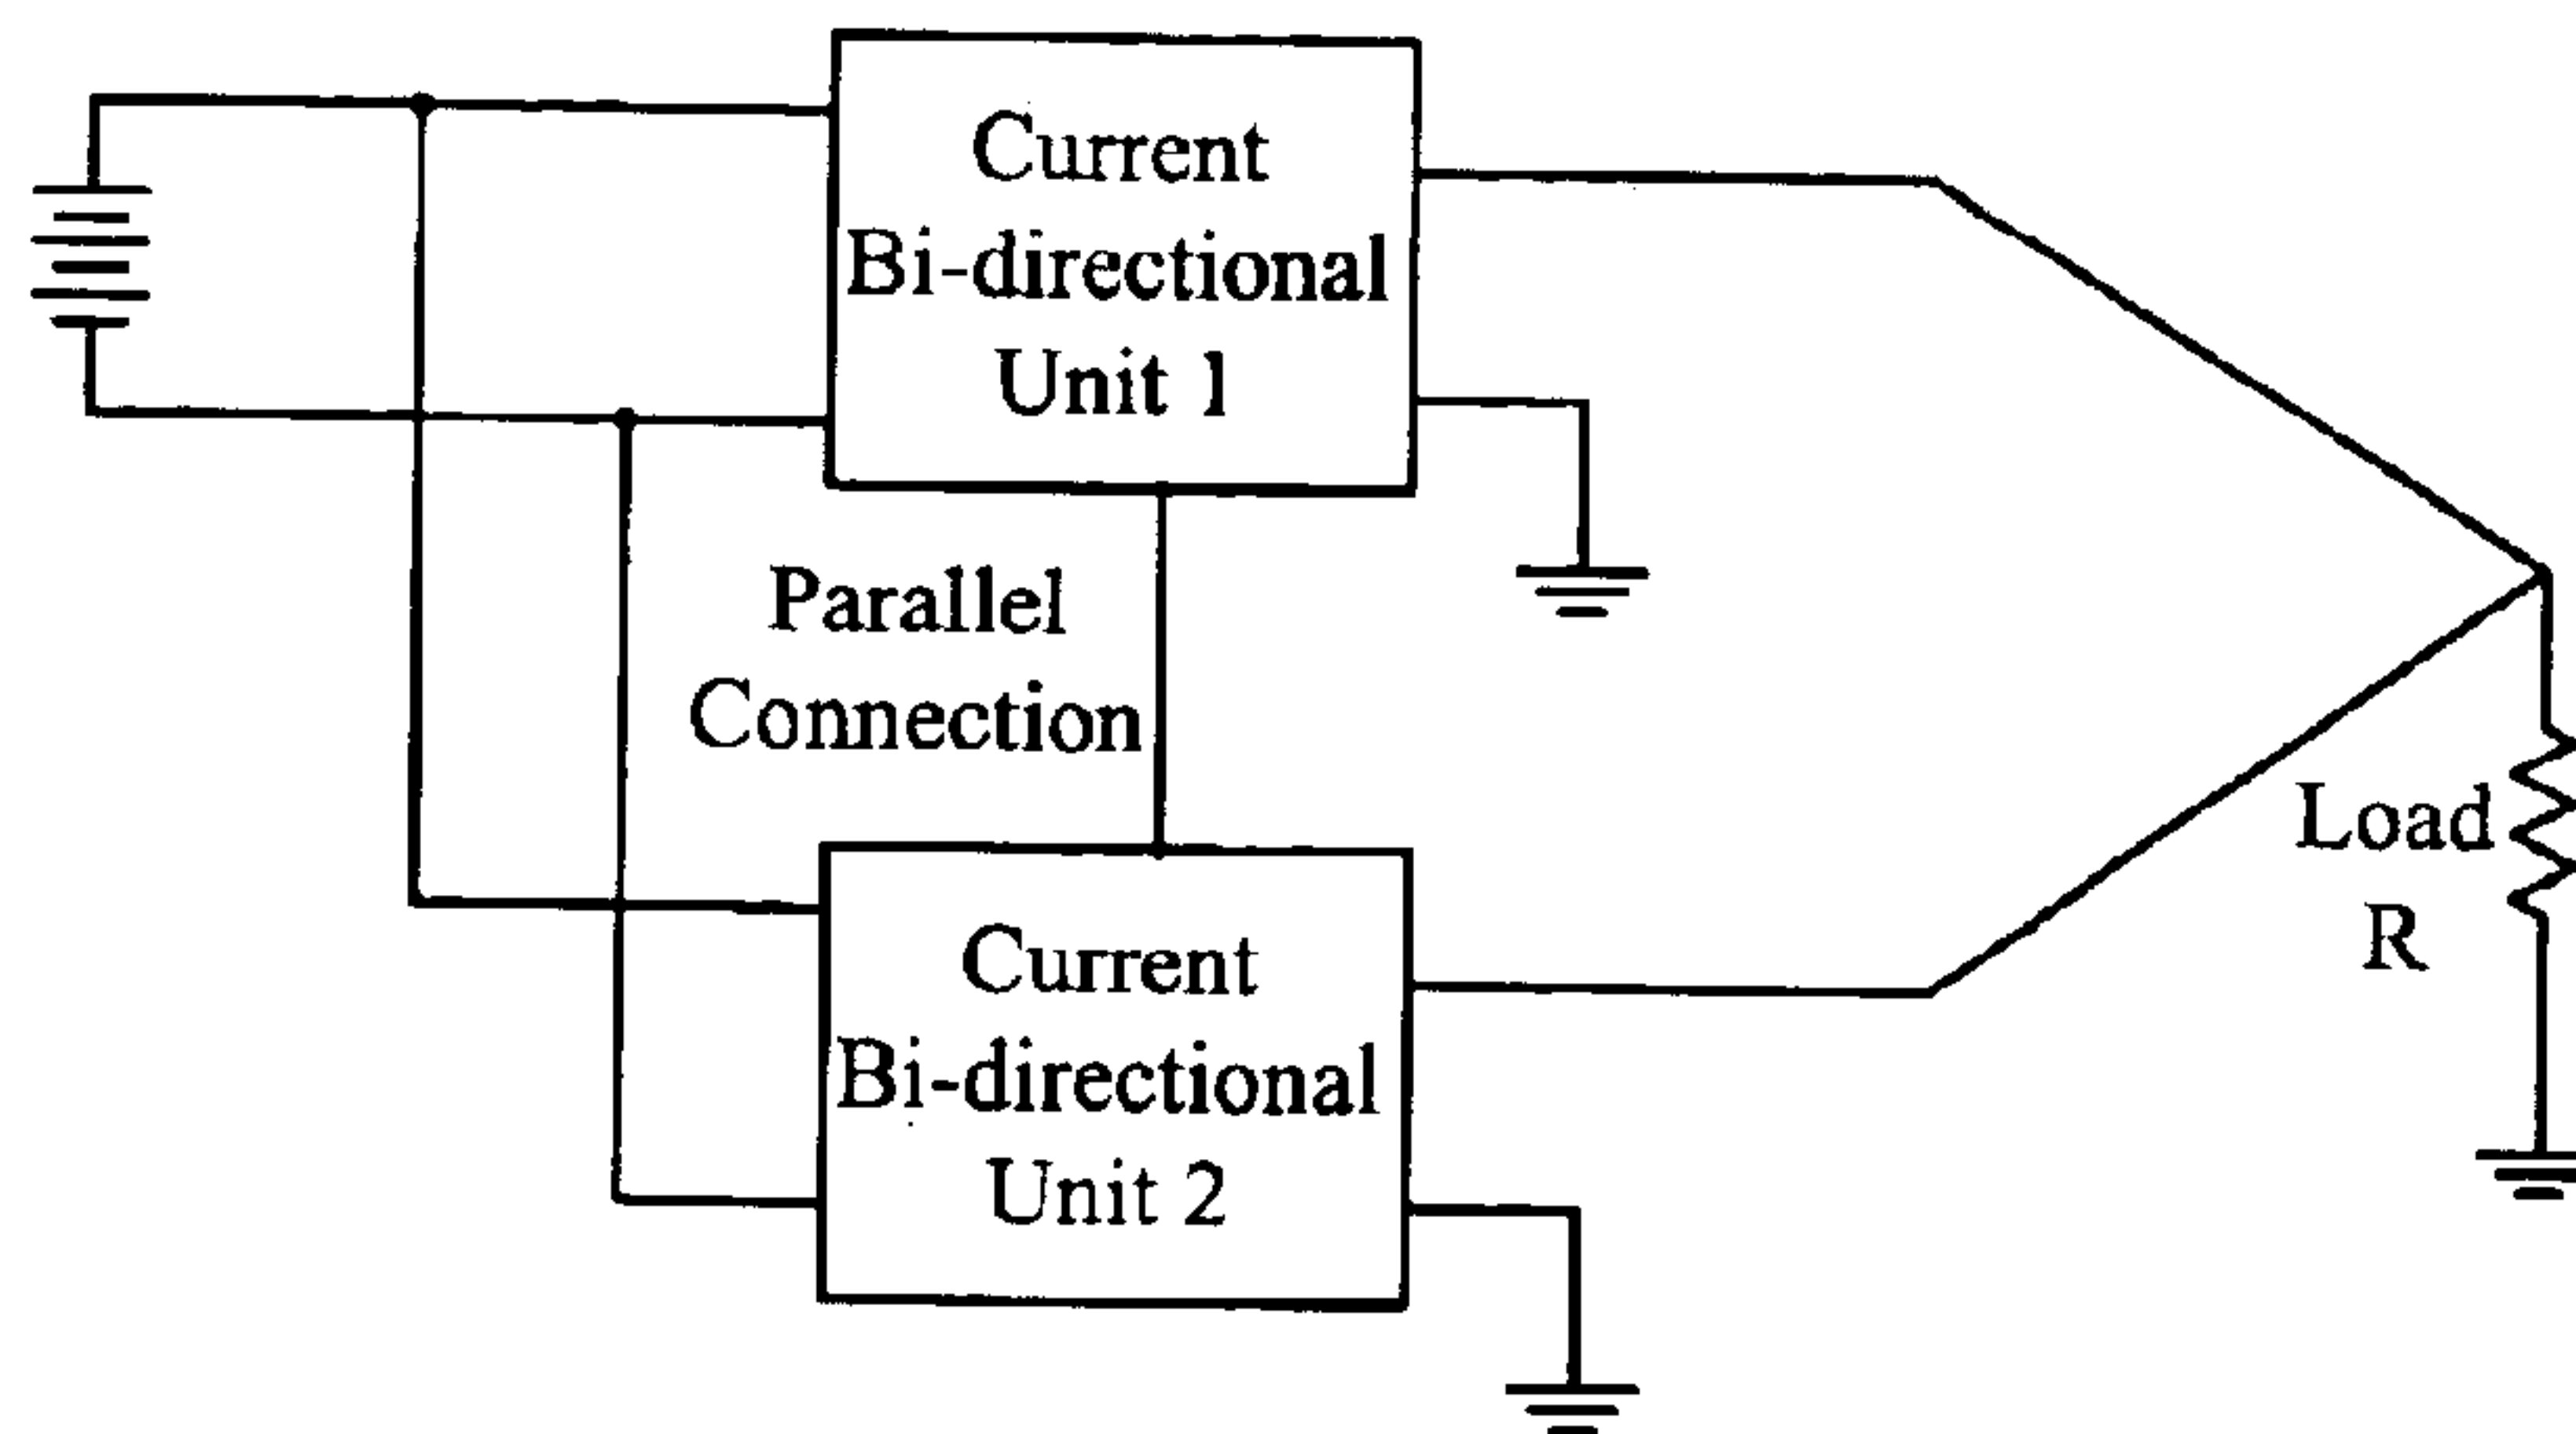 Current
Bi-directional
Unit 1
Parallel
Connection
Load
R
Current
Bi-directional
Unit 2